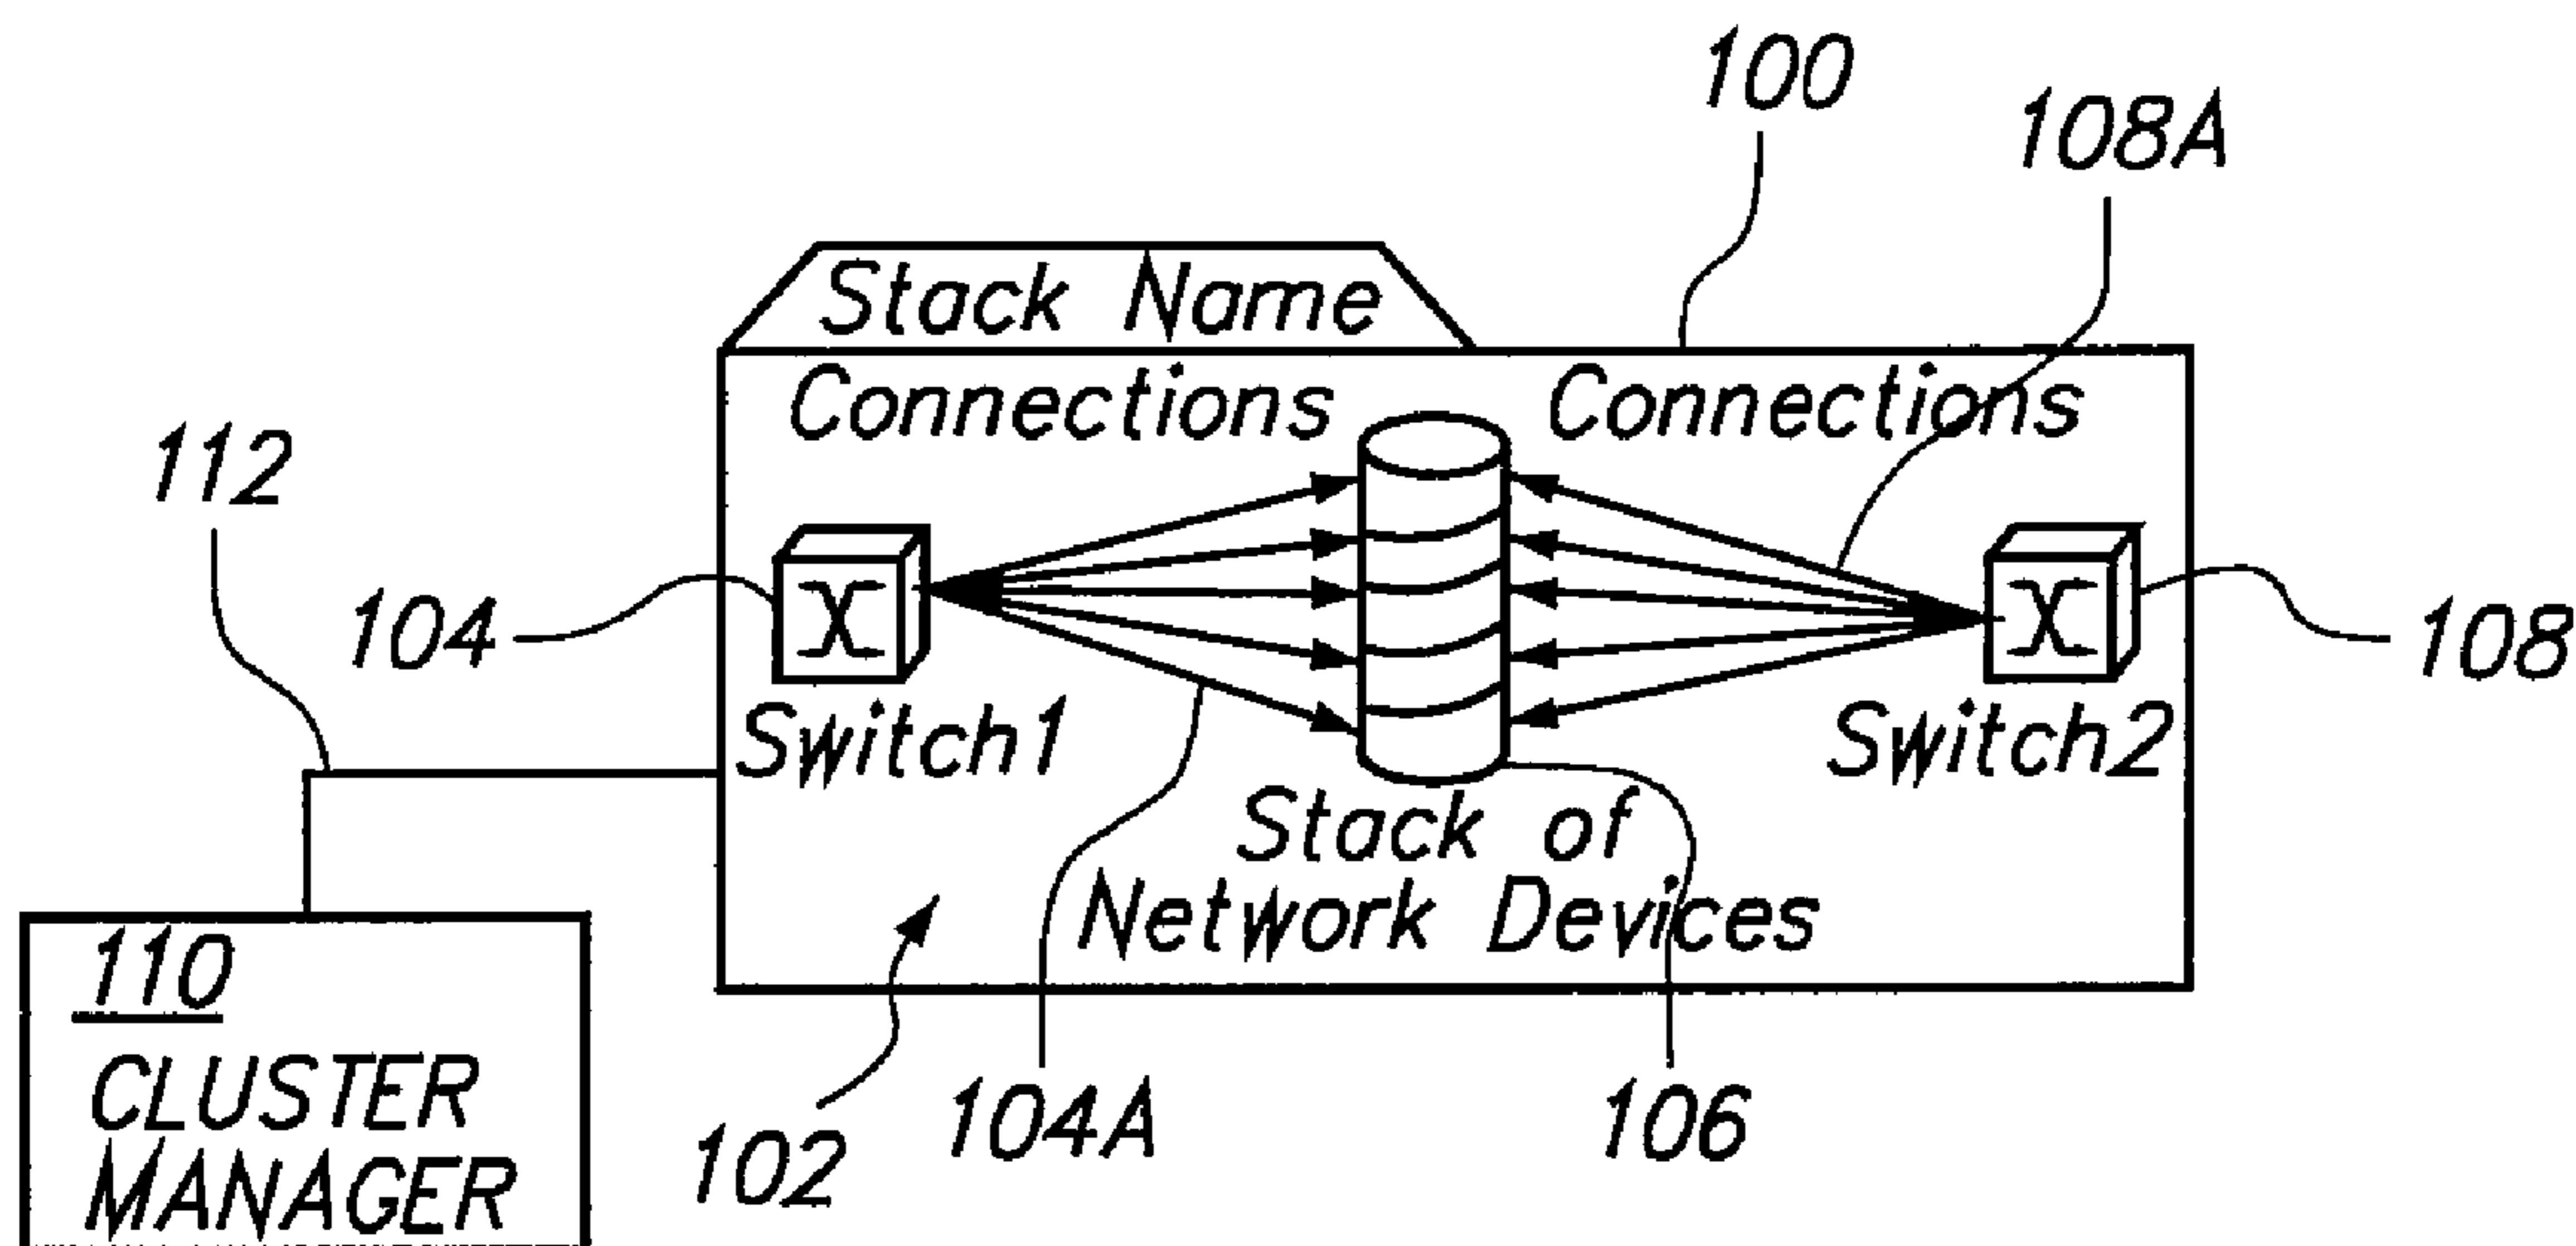 100
108A
Stack Name
Connections Connections
112
104
108
Switch1
Switch2
Stack of
Network Devices
110
CLUSTER
MANAGER
102
104A
106